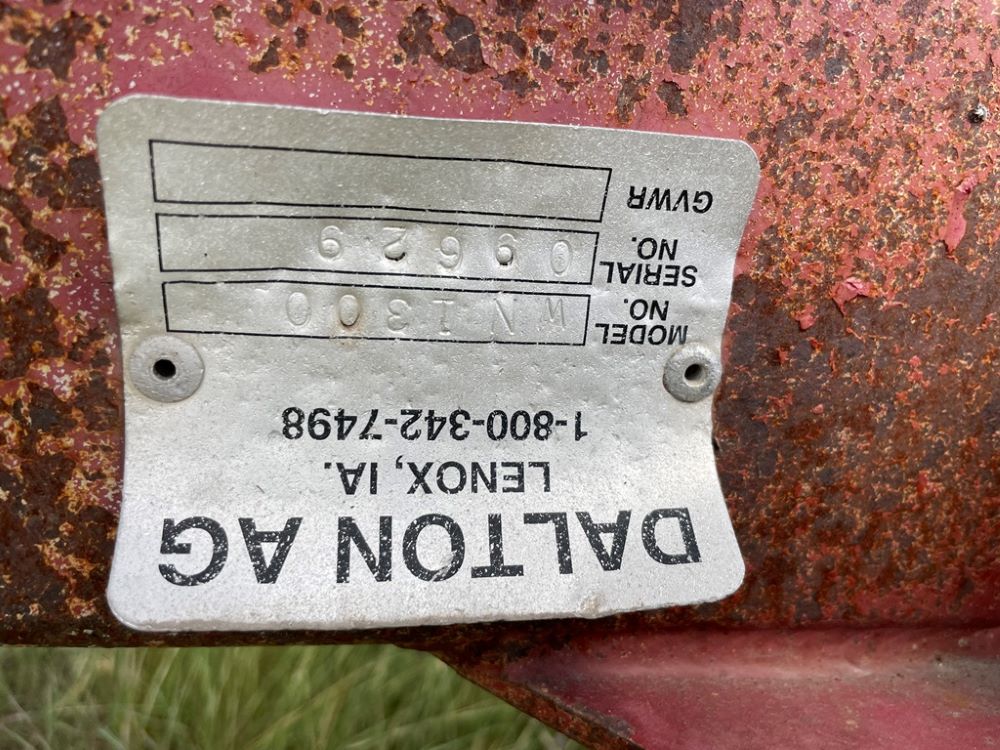 DALTON AG
LENOX, IA.
1-800-342-7498
MODEL NO. WN1300
SERIAL NO. 09629
GVWR